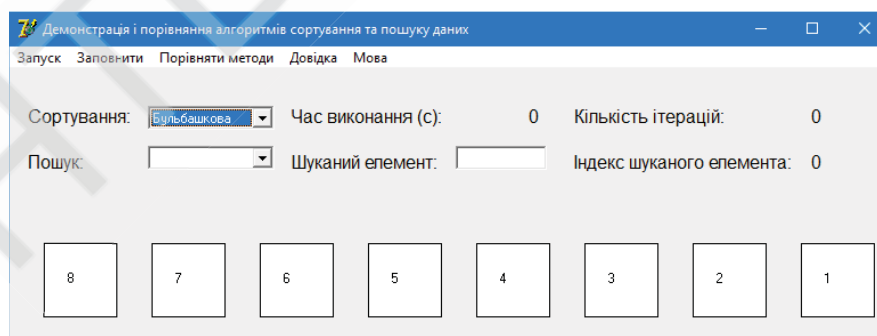 Демонстрація і порівняння алгоритмів сортування та пошуку даних
Запуск Заповнити Порівняти методи Довідка Мова
Сортування: Бульбашкова Час виконання (с): 0 Кількість ітерацій: 0
Пошук: Шуканий елемент: Індекс шуканого елемента: 0
8 7 6 5 4 3 2 1